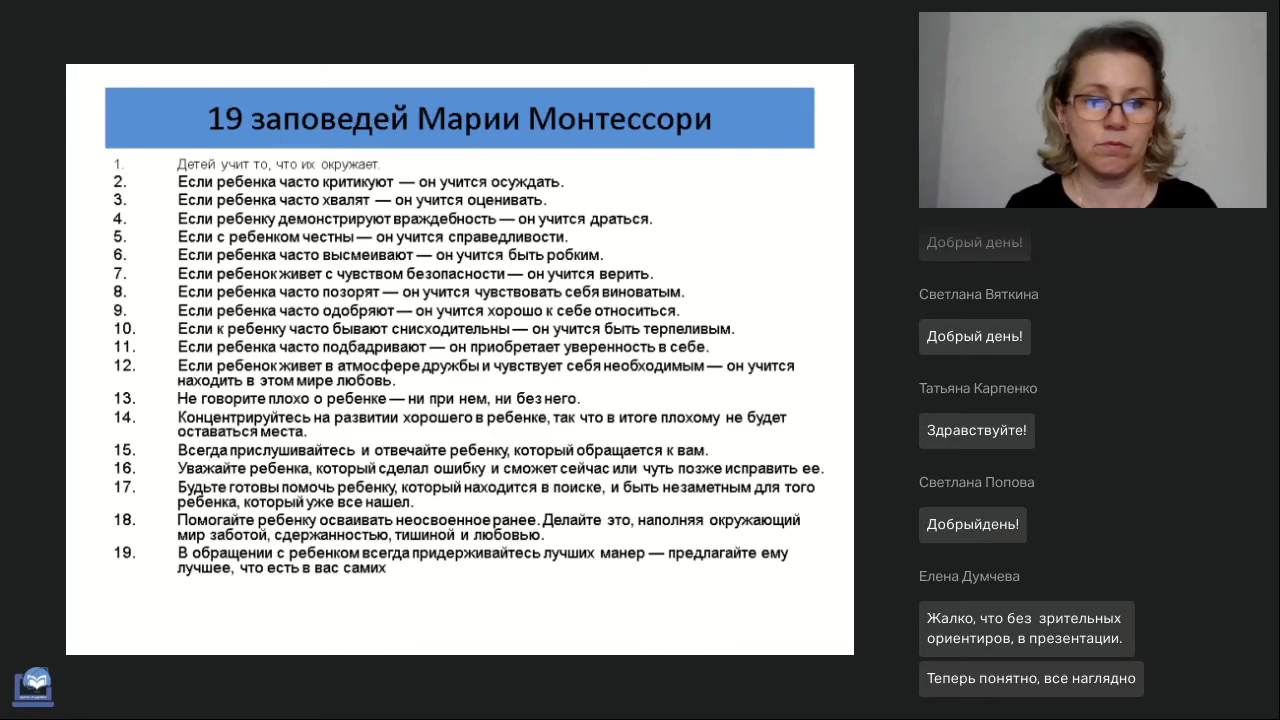 19 заповедей Марии Монтессори
1. Детей учит то, что их окружает.
2. Если ребенка часто критикуют — он учится осуждать.
3. Если ребенка часто хвалят — он учится оценивать.
4. Если ребенку демонстрируют враждебность — он учится драться.
5. Если с ребенком честны — он учится справедливости.
6. Если ребенка часто высмеивают — он учится быть робким.
7. Если ребенок живет с чувством безопасности — он учится верить.
8. Если ребенка часто позорят — он учится чувствовать себя виноватым.
9. Если ребенка часто одобряют — он учится хорошо к себе относиться.
10. Если к ребенку часто бывают снисходительны — он учится быть терпеливым.
11. Если ребенка часто подбадривают — он приобретает уверенность в себе.
12. Если ребенок живет в атмосфере дружбы и чувствует себя необходимым — он учится
находить в этом мире любовь.
13. Не говорите плохо о ребенке — ни при нем, ни без него.
14. Концентрируйтесь на развитии хорошего в ребенке, так что в итоге плохому не будет
оставаться места.
15. Всегда прислушивайтесь и отвечайте ребенку, который обращается к вам.
16. Уважайте ребенка, который сделал ошибку и сможет сейчас или чуть позже исправить ее.
17. Будьте готовы помочь ребенку, который находится в поиске, и быть незаметным для того
ребенка, который уже все нашел.
18. Помогайте ребенку осваивать неосвоенное ранее. Делайте это, наполняя окружающий
мир заботой, сдержанностью, тишиной и любовью.
19. В обращении с ребенком всегда придерживайтесь лучших манер — предлагайте ему
лучшее, что есть в вас самих
Добрый день!
Светлана Вяткина
Добрый день!
Татьяна Карпенко
Здравствуйте!
Светлана Попова
Добрыйдень!
Елена Думчева
Жалко, что без зрительных
ориентиров, в презентации.
Теперь понятно, все наглядно